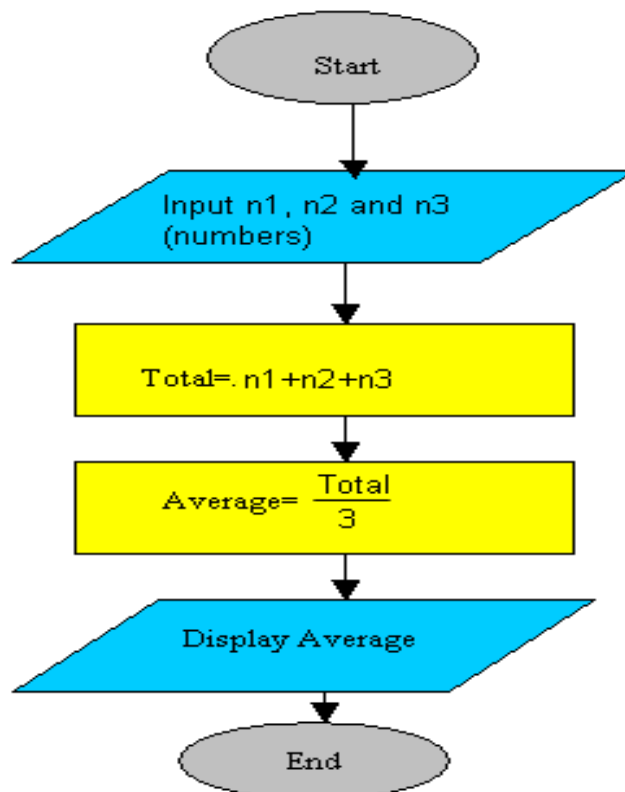 Start
Input n1, n2 and n3
(numbers)
Total=. n1+n2+n3
Average= Total
3
Display Average
End